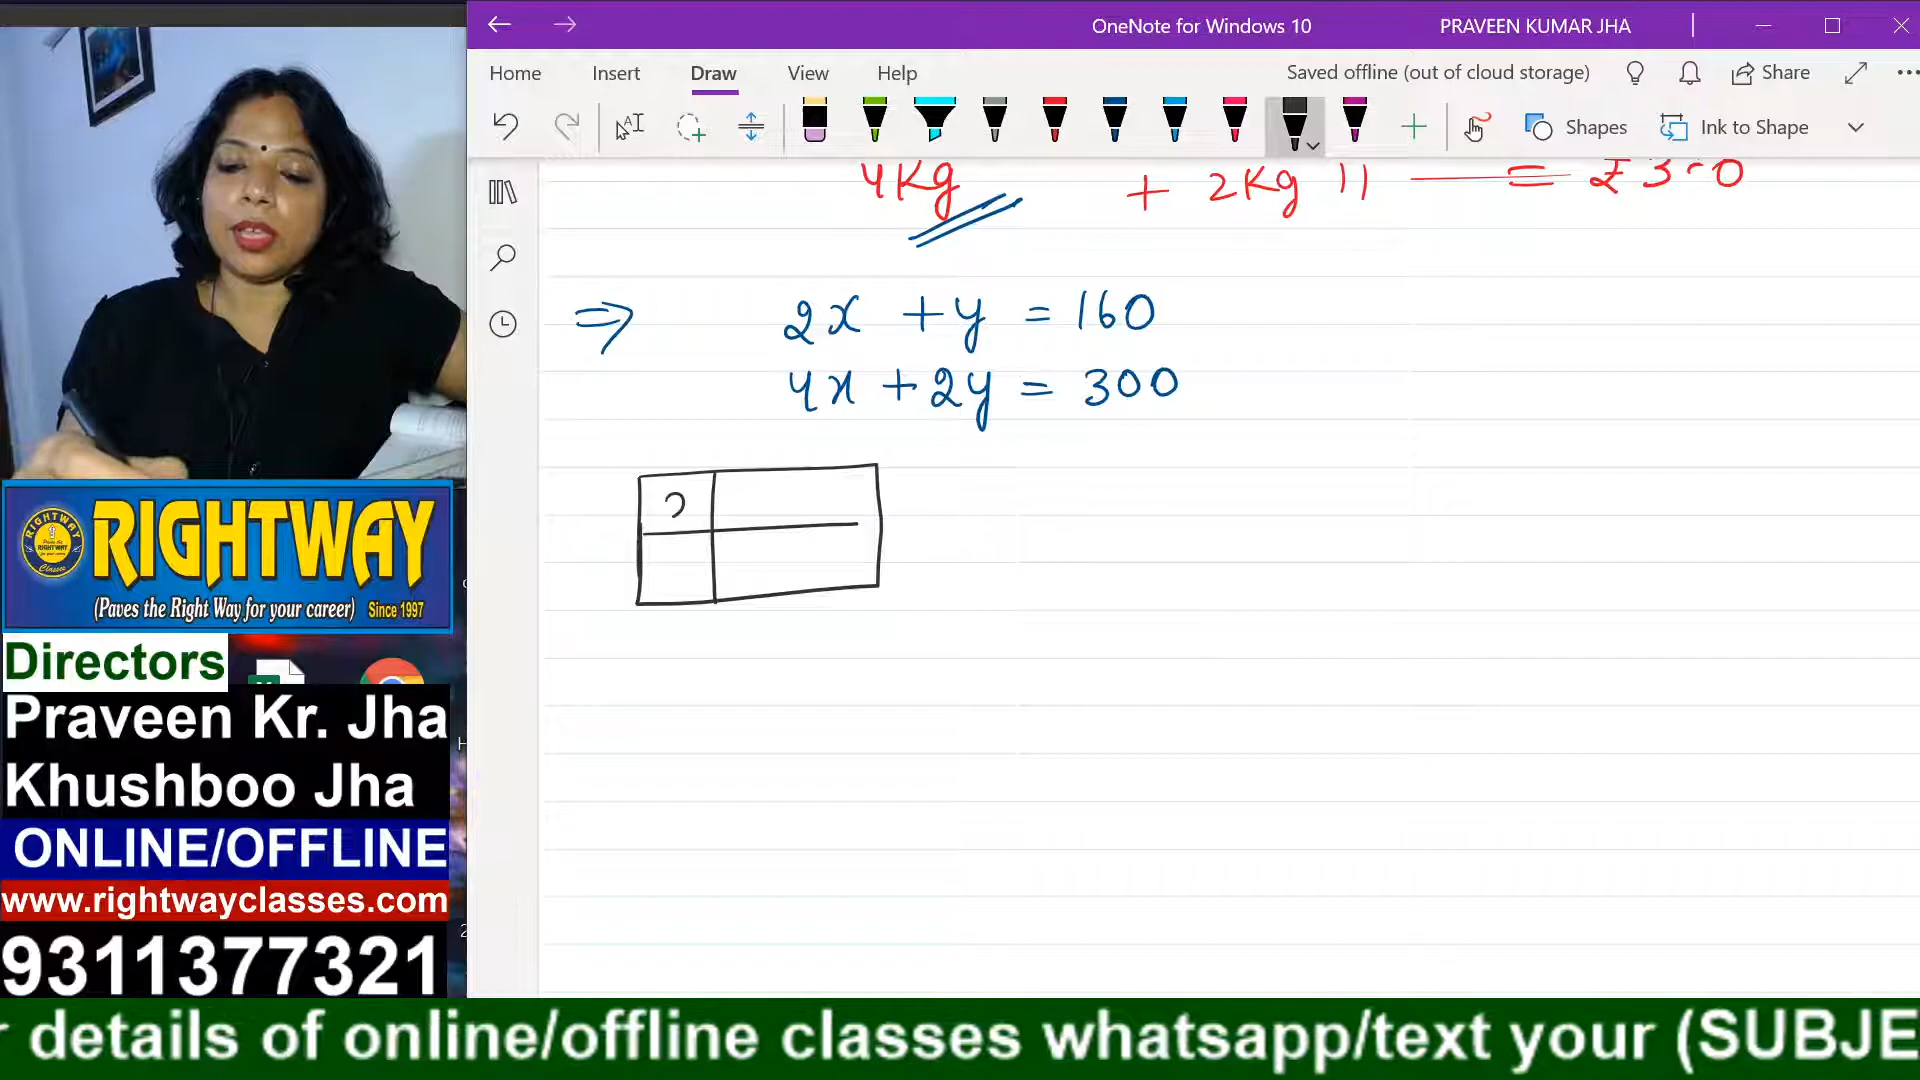 OneNote for Windows 10
PRAVEEN KUMAR JHA
Home Insert Draw View Help
Saved offline (out of cloud storage)
Share
Shapes
Ink to Shape
4Kg + 2Kg 11 = ₹300
⇒ 2x + y = 160
4x + 2y = 300
RIGHTWAY
(Paves the Right Way for your career) Since 1997
Directors
Praveen Kr. Jha
Khushboo Jha
ONLINE/OFFLINE
www.rightwayclasses.com
9311377321
r details of online/offline classes whatsapp/text your (SUBJE